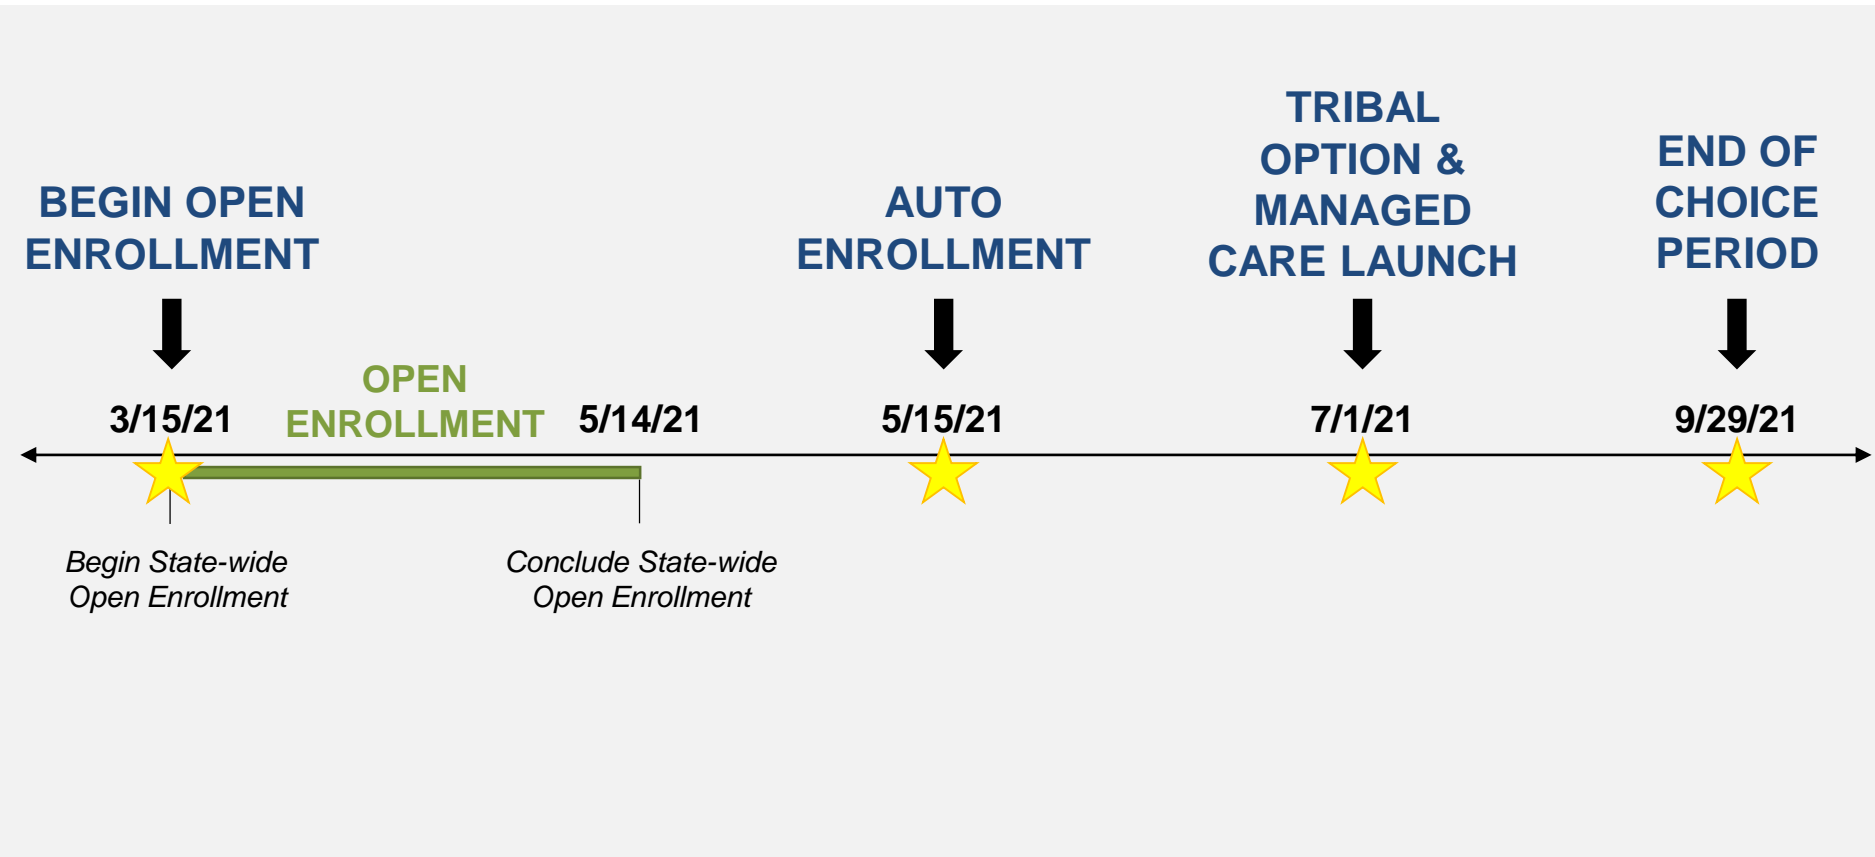 BEGIN OPEN
ENROLLMENT
AUTO
ENROLLMENT
TRIBAL
OPTION &
MANAGED
CARE LAUNCH
END OF
CHOICE
PERIOD
3/15/21
OPEN
ENROLLMENT
5/14/21
5/15/21
7/1/21
9/29/21
Begin State-wide
Open Enrollment
Conclude State-wide
Open Enrollment